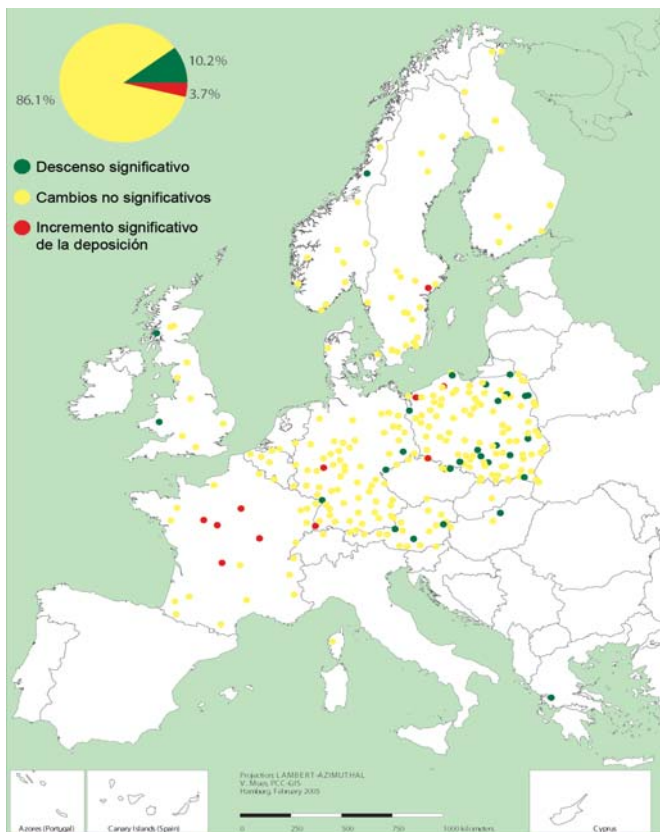 10.2%
86.1%
3.7%
Descenso significativo
Cambios no significativos
Incremento significativo
de la deposición
Projection: LAMBERT-AZIMUTHAL
V. Mues, PCC-GIS
Hamburg, February 2005
0 250 500 750 1000 kilometers
Azores (Portugal)
Canary Islands (Spain)
Cyprus